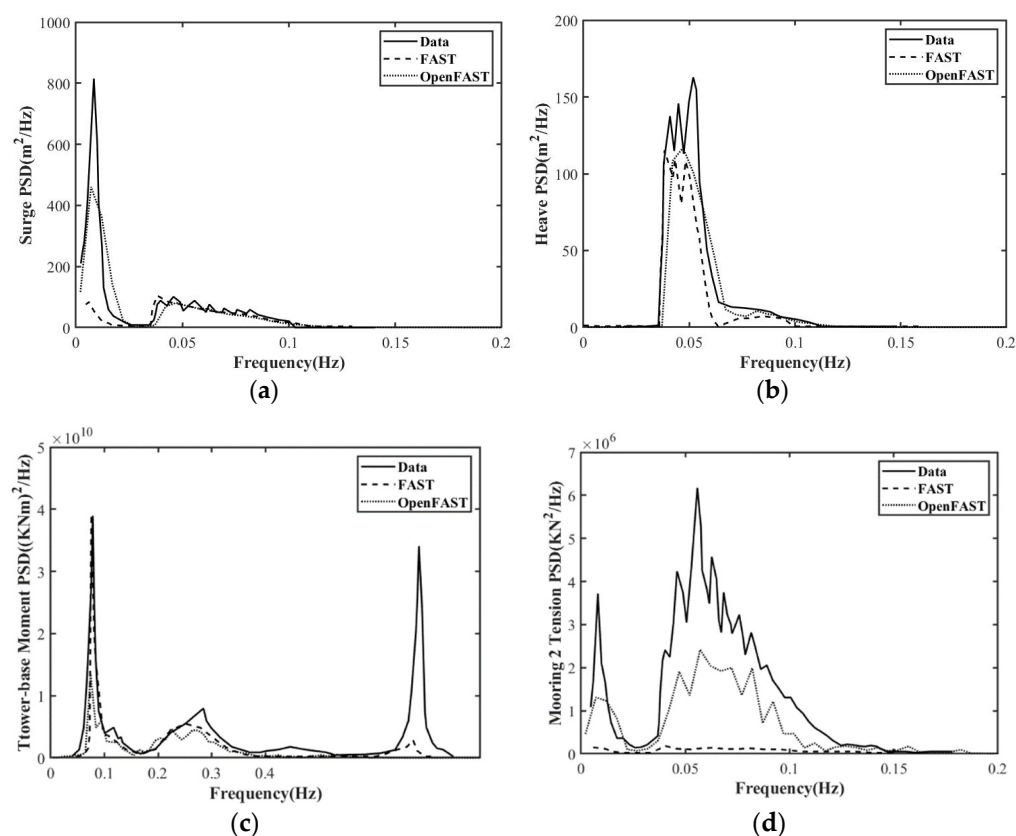 1000
800
600
400
200
0
0
0.05
0.1
0.15
0.2
Surge PSD(m²/Hz)
Frequency(Hz)
Data
FAST
OpenFAST
(a)
200
150
100
50
0
0
0.05
0.1
0.15
0.2
Heave PSD(m²/Hz)
Frequency(Hz)
Data
FAST
OpenFAST
(b)
×10¹⁰
5
4
3
2
1
0
0
0.1
0.2
0.3
0.4
Ttower-base Moment PSD((KNm)²/Hz)
Frequency(Hz)
Data
FAST
OpenFAST
(c)
×10⁶
7
6
5
4
3
2
1
0
0
0.05
0.1
0.15
0.2
Mooring 2 Tension PSD(KN²/Hz)
Frequency(Hz)
Data
FAST
OpenFAST
(d)